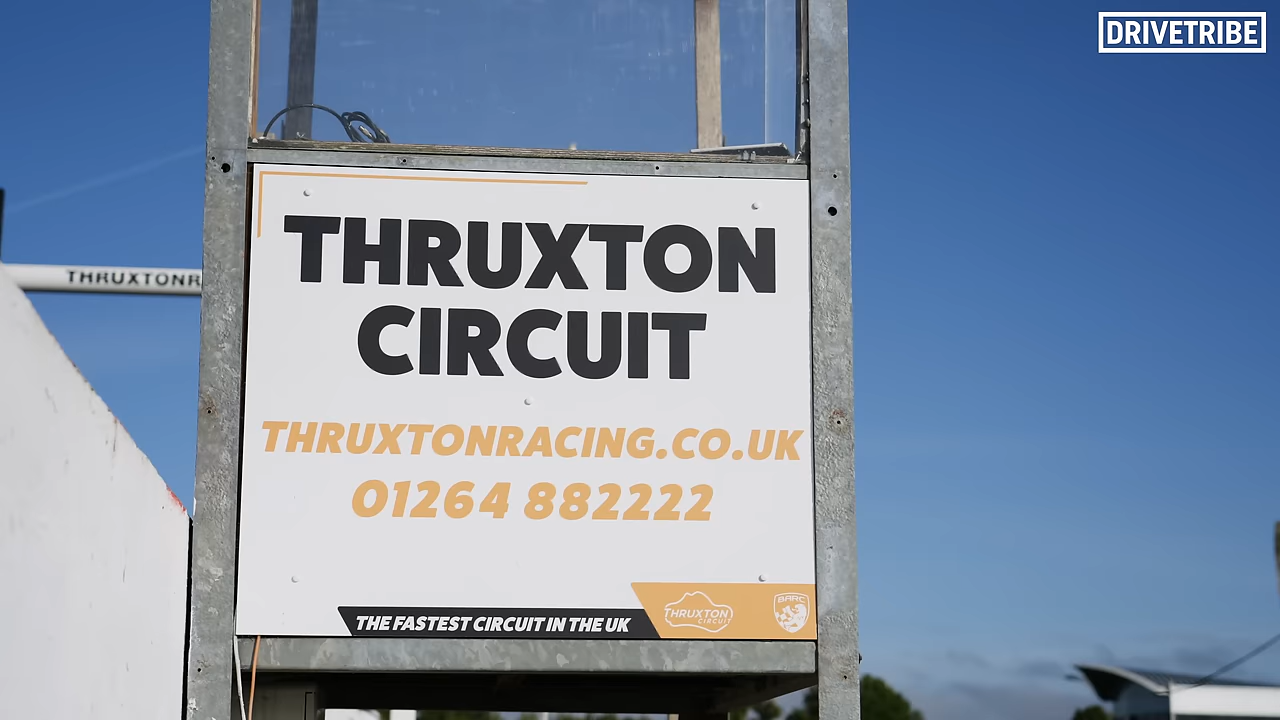 DRIVETRIBE
THRUXTONR
THRUXTON
CIRCUIT
THRUXTONRACING.CO.UK
01264 882222
THE FASTEST CIRCUIT IN THE UK
THRUXTON
CIRCUIT
BARC